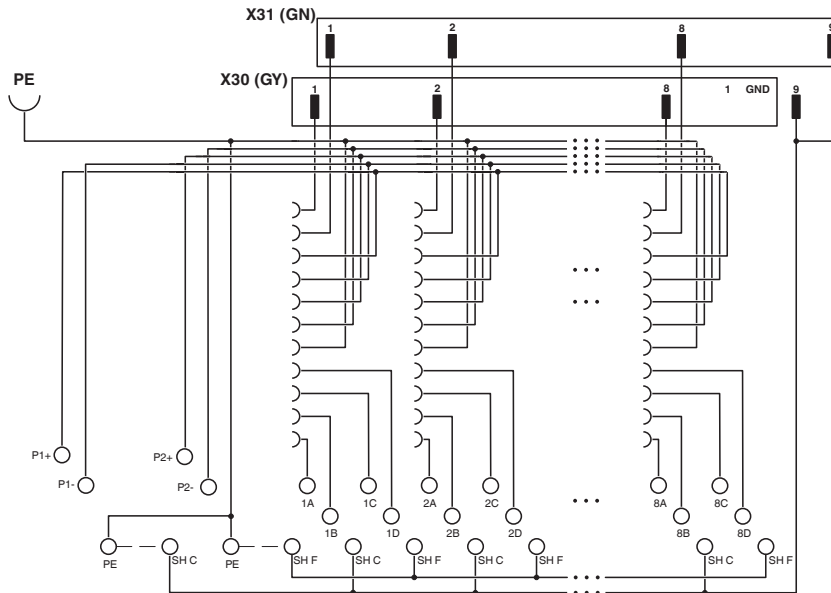 X31 (GN)
1
2
8
9
PE
X30 (GY)
1
2
8
1 GND
9
P1+
P1-
P2+
P2-
1A
1C
2A
2C
8A
8C
1B
1D
2B
2D
8B
8D
PE
SH C
PE
SH F
SH C
SH F
SH C
SH F
SH C
SH F